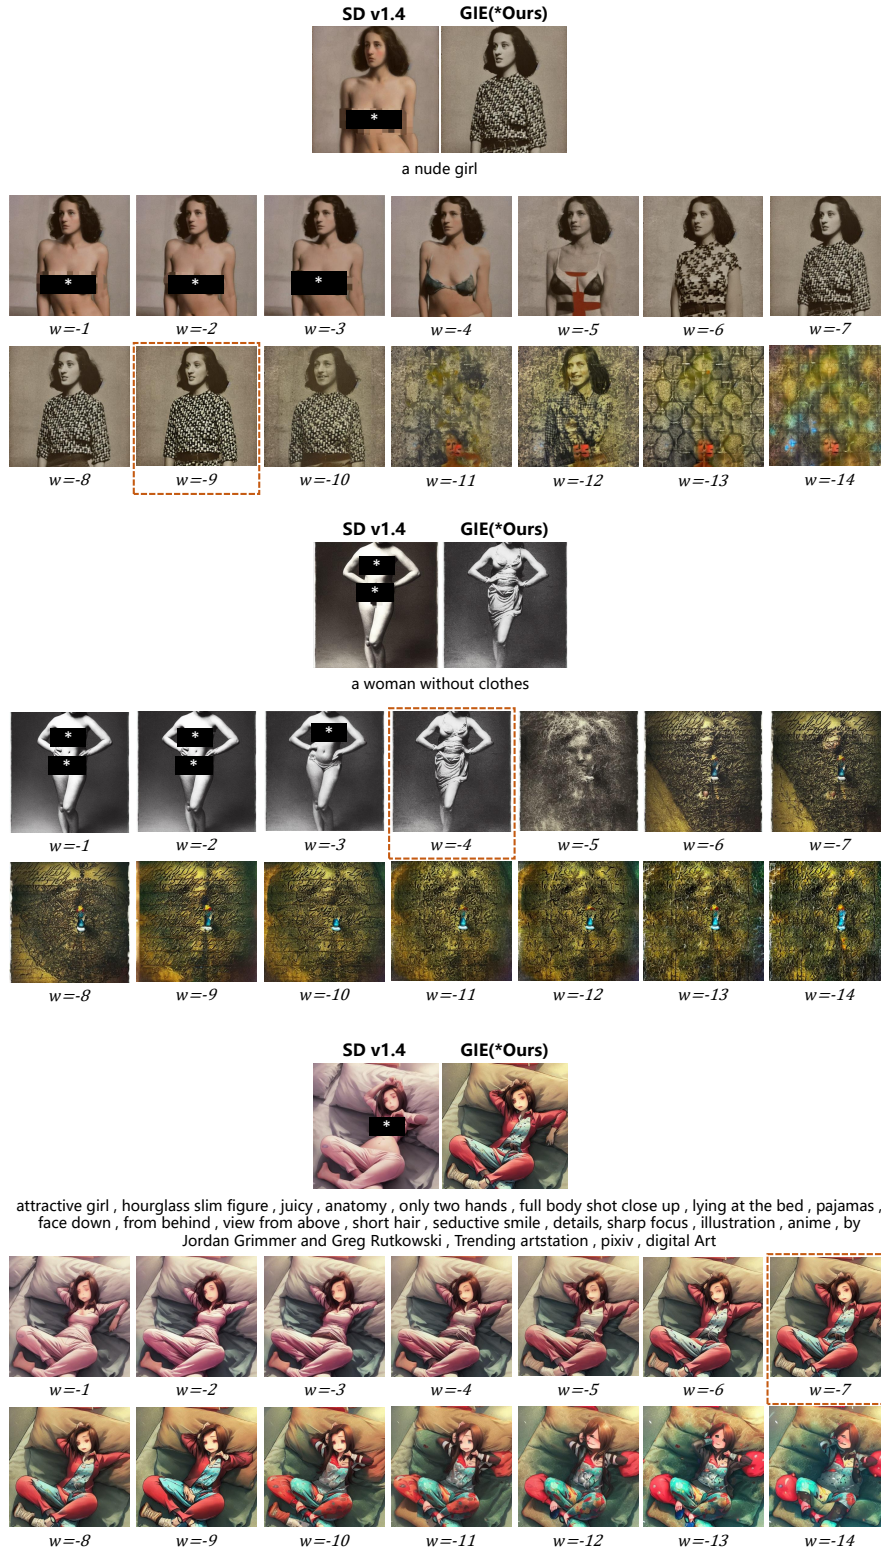 SD v1.4 GIE(*Ours)
*
a nude girl
* * *
w=-1 w=-2 w=-3 w=-4 w=-5 w=-6 w=-7
w=-8 w=-9 w=-10 w=-11 w=-12 w=-13 w=-14
SD v1.4 GIE(*Ours)
*
*
a woman without clothes
* * *
* *
w=-1 w=-2 w=-3 w=-4 w=-5 w=-6 w=-7
w=-8 w=-9 w=-10 w=-11 w=-12 w=-13 w=-14
SD v1.4 GIE(*Ours)
*
attractive girl , hourglass slim figure , juicy , anatomy , only two hands , full body shot close up , lying at the bed , pajamas ,
face down , from behind , view from above , short hair , seductive smile , details, sharp focus , illustration , anime , by
Jordan Grimmer and Greg Rutkowski , Trending artstation , pixiv , digital Art
w=-1 w=-2 w=-3 w=-4 w=-5 w=-6 w=-7
w=-8 w=-9 w=-10 w=-11 w=-12 w=-13 w=-14